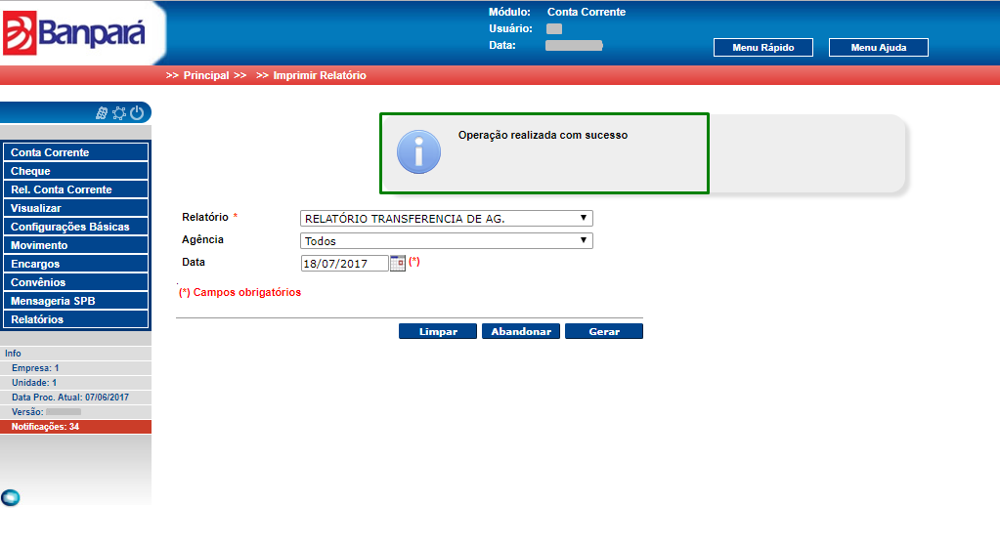 Banpará
Módulo: Conta Corrente
Usuário:
Data:
Menu Rápido
Menu Ajuda
>> Principal >> >> Imprimir Relatório
Conta Corrente
Cheque
Rel. Conta Corrente
Visualizar
Configurações Básicas
Movimento
Encargos
Convênios
Mensageria SPB
Relatórios
Info
Empresa: 1
Unidade: 1
Data Proc. Atual: 07/06/2017
Versão:
Notificações: 34
Operação realizada com sucesso
Relatório * RELATÓRIO TRANSFERENCIA DE AG.
Agência Todos
Data 18/07/2017 (*)
(*) Campos obrigatórios
Limpar Abandonar Gerar